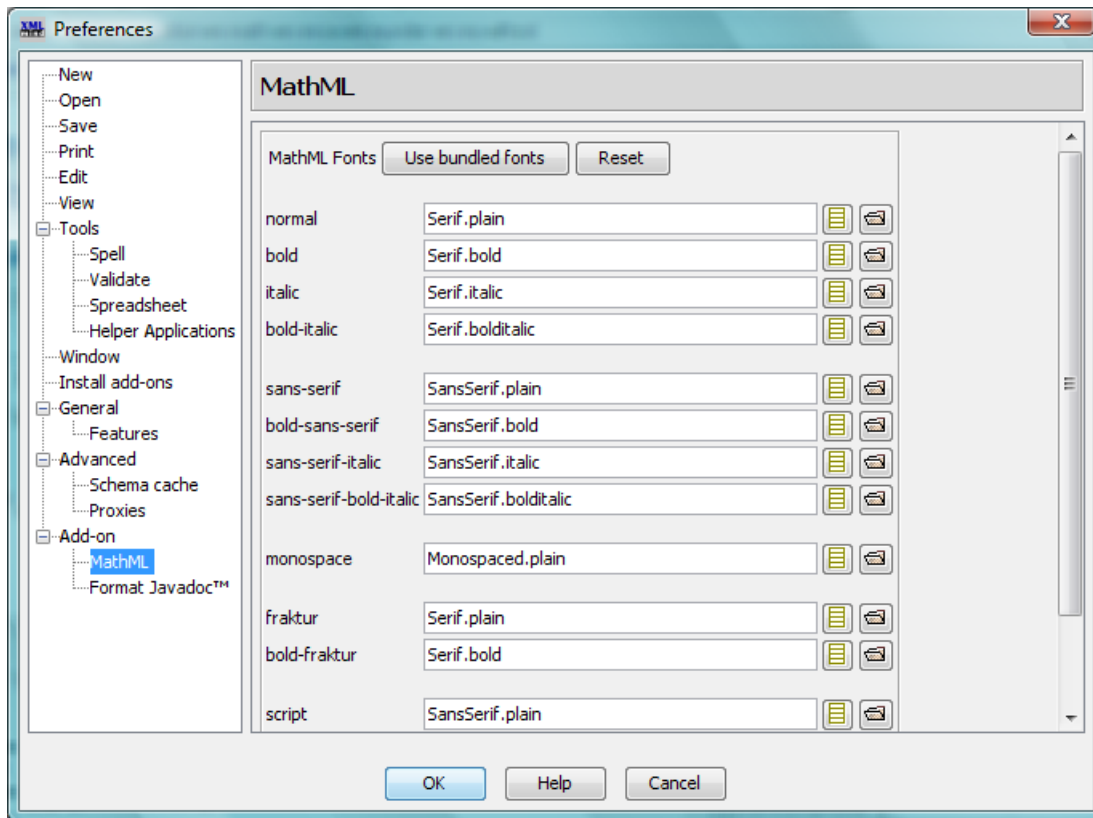 XML Preferences
New
Open
Save
Print
Edit
View
Tools
Spell
Validate
Spreadsheet
Helper Applications
Window
Install add-ons
General
Features
Advanced
Schema cache
Proxies
Add-on
MathML
Format Javadoc™
MathML
MathML Fonts Use bundled fonts Reset
normal Serif.plain
bold Serif.bold
italic Serif.italic
bold-italic Serif.bolditalic
sans-serif SansSerif.plain
bold-sans-serif SansSerif.bold
sans-serif-italic SansSerif.italic
sans-serif-bold-italic SansSerif.bolditalic
monospace Monospaced.plain
fraktur Serif.plain
bold-fraktur Serif.bold
script SansSerif.plain
OK Help Cancel